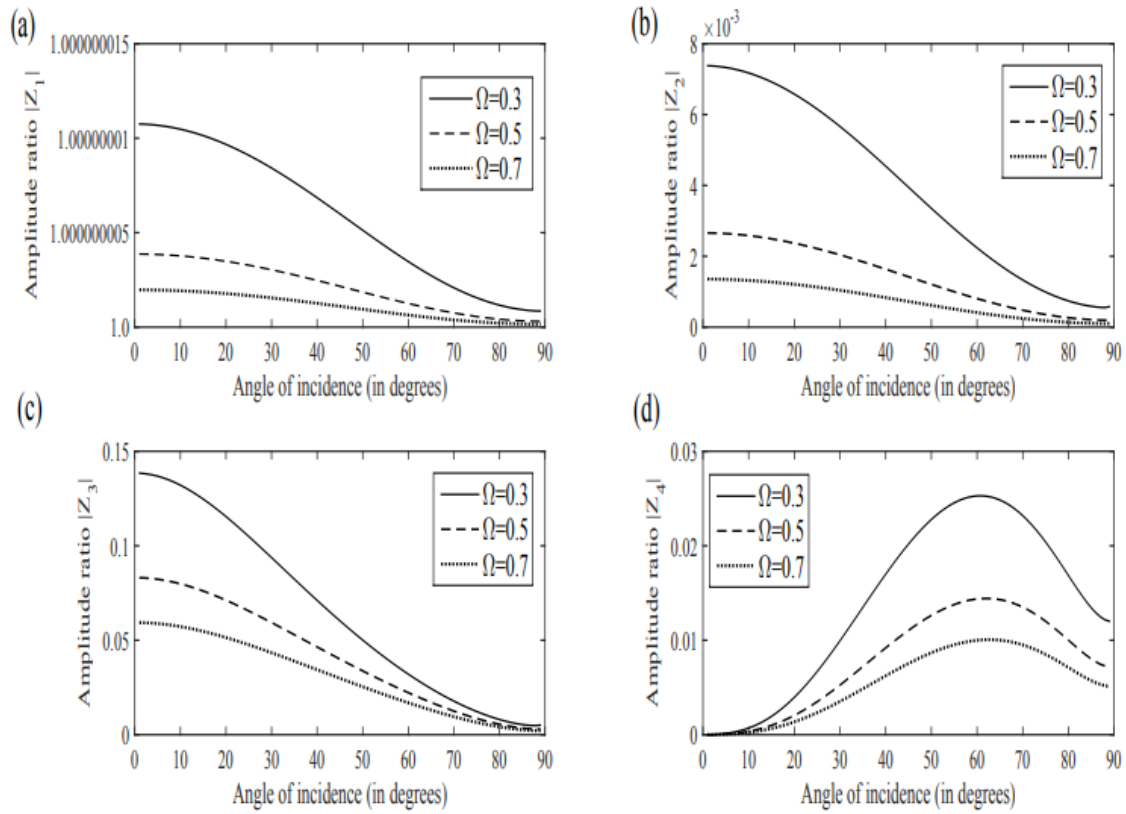 (a)
1.000000015
1.00000001
1.000000005
1.0
Amplitude ratio |Z_1|
Ω=0.3
Ω=0.5
Ω=0.7
0 10 20 30 40 50 60 70 80 90
Angle of incidence (in degrees)
(b)
×10⁻³
8
6
4
2
0
Amplitude ratio |Z_2|
Ω=0.3
Ω=0.5
Ω=0.7
0 10 20 30 40 50 60 70 80 90
Angle of incidence (in degrees)
(c)
0.15
0.1
0.05
0
Amplitude ratio |Z_3|
Ω=0.3
Ω=0.5
Ω=0.7
0 10 20 30 40 50 60 70 80 90
Angle of incidence (in degrees)
(d)
0.03
0.02
0.01
0
Amplitude ratio |Z_4|
Ω=0.3
Ω=0.5
Ω=0.7
0 10 20 30 40 50 60 70 80 90
Angle of incidence (in degrees)